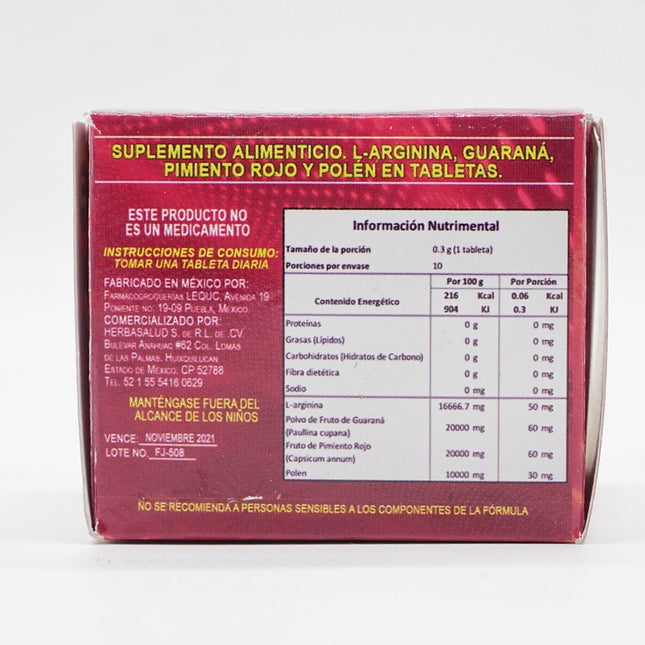 SUPLEMENTO ALIMENTICIO. L-ARGININA, GUARANÁ,
PIMIENTO ROJO Y POLÉN EN TABLETAS.
ESTE PRODUCTO NO
ES UN MEDICAMENTO
INSTRUCCIONES DE CONSUMO:
TOMAR UNA TABLETA DIARIA
FABRICADO EN MÉXICO POR:
FARMACODROGUERÍAS LEQUC, AVENIDA 19
PONIENTE NO. 19-09 PUEBLA, MÉXICO.
COMERCIALIZADO POR:
HERBASALUD S. DE R.L. DE .CV
BULEVAR ANAHUAC #62 COL. LOMAS
DE LAS PALMAS. HUIXQUILUCAN
ESTADO DE MÉXICO, CP 52788
TEL. 52 1 55 5416 0629
MANTÉNGASE FUERA DEL
ALCANCE DE LOS NIÑOS
VENCE: NOVIEMBRE 2021
LOTE NO. FJ-508
Información Nutrimental
Tamaño de la porción 0.3 g (1 tableta)
Porciones por envase 10
Por 100 g Por Porción
Contenido Energético 216 Kcal 0.06 Kcal
904 KJ 0.3 KJ
Proteínas 0 g 0 mg
Grasas (Lípidos) 0 g 0 mg
Carbohidratos (Hidratos de Carbono) 0 g 0 mg
Fibra dietética 0 g 0 mg
Sodio 0 mg 0 mg
L-arginina 16666.7 mg 50 mg
Polvo de Fruto de Guaraná
(Paullina cupana) 20000 mg 60 mg
Fruto de Pimiento Rojo
(Capsicum annum) 20000 mg 60 mg
Polen 10000 mg 30 mg
NO SE RECOMIENDA A PERSONAS SENSIBLES A LOS COMPONENTES DE LA FÓRMULA